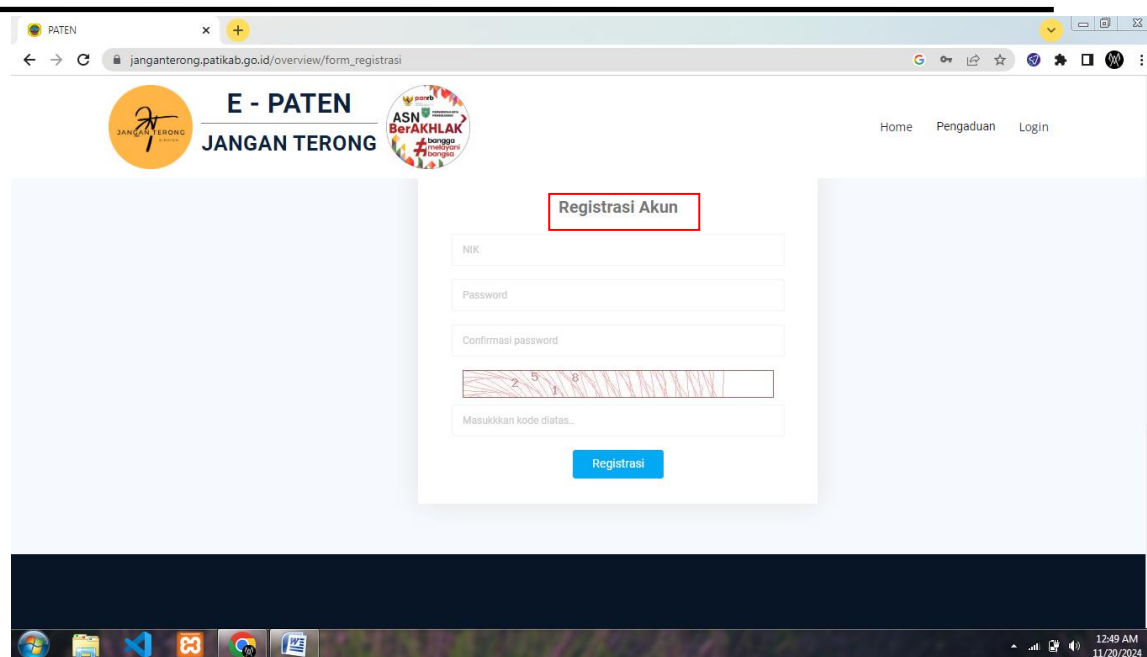 PATEN
janganterong.patikab.go.id/overview/form_registrasi
JANGAN TERONG
E - PATEN
JANGAN TERONG
panrb
ASN
BerAKHLAK
#bangga
melayani
bangsa
Home Pengaduan Login
Registrasi Akun
NIK
Password
Confirmasi password
2 5 1 8
Masukkkan kode diatas..
Registrasi
12:49 AM
11/20/2024